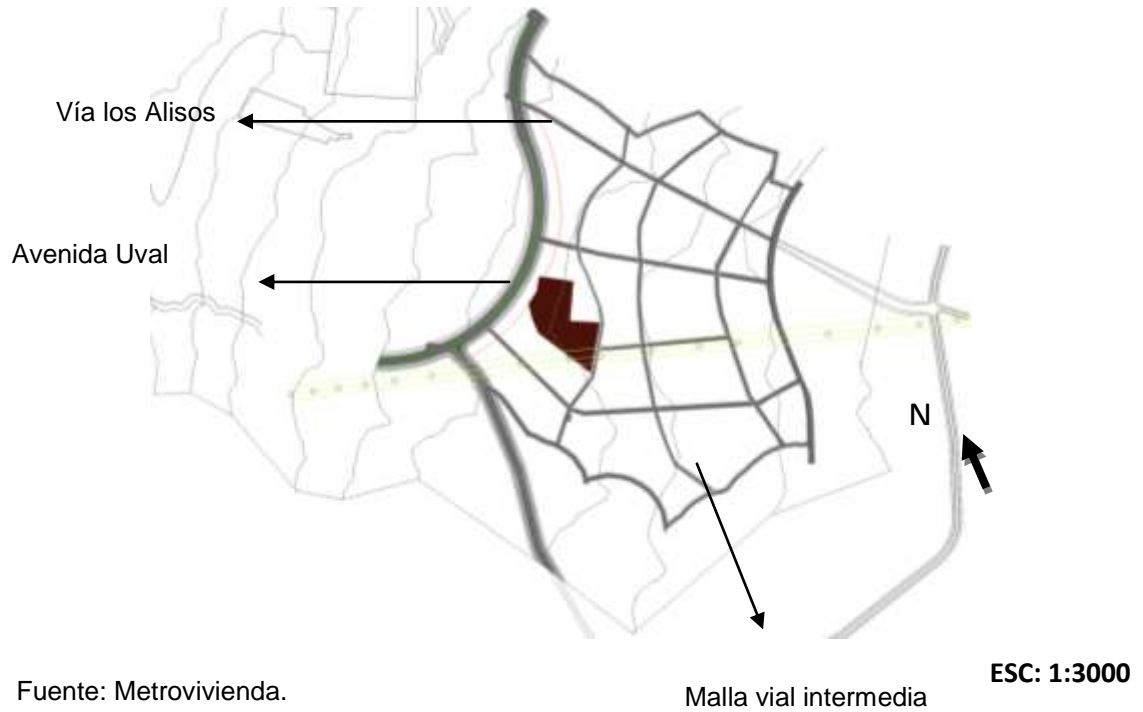 Vía los Alisos
Avenida Uval
N
ESC: 1:3000
Fuente: Metrovivienda.
Malla vial intermedia